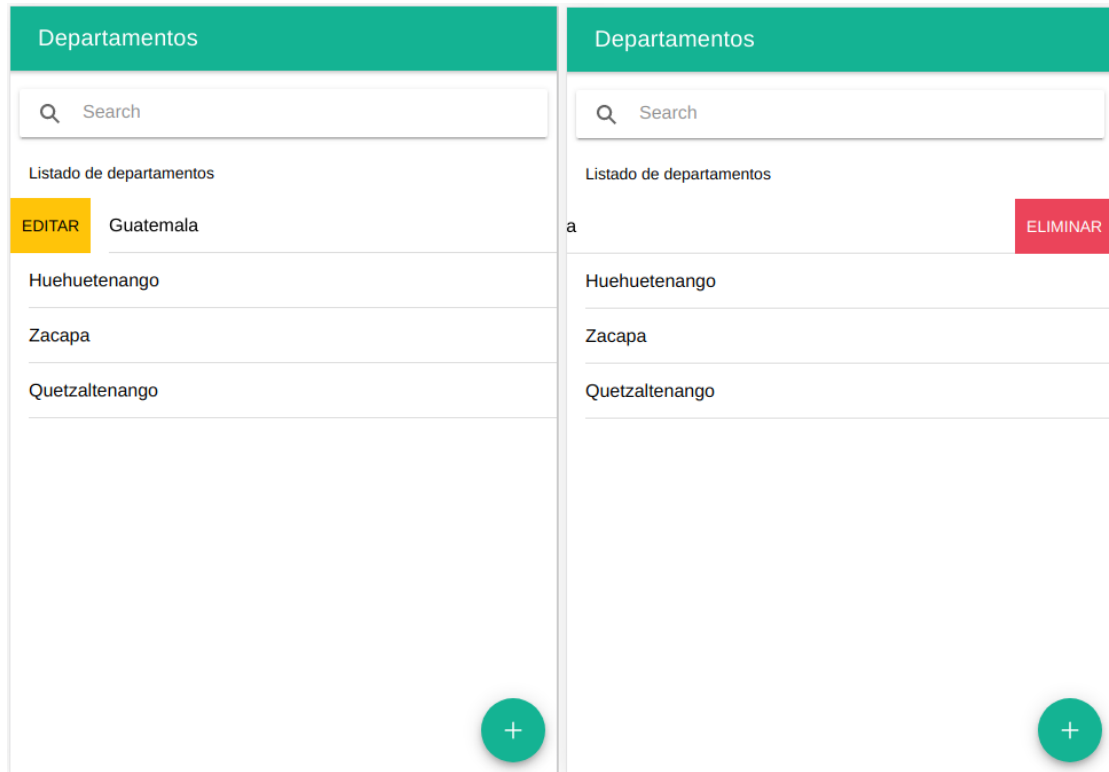 Departamentos
Search
Listado de departamentos
EDITAR Guatemala
Huehuetenango
Zacapa
Quetzaltenango
+
Departamentos
Search
Listado de departamentos
a ELIMINAR
Huehuetenango
Zacapa
Quetzaltenango
+